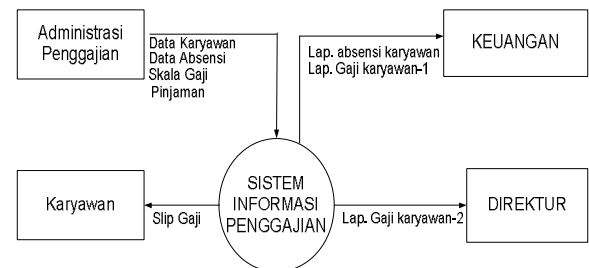 Administrasi
Penggajian
Data Karyawan
Data Absensi
Skala Gaji
Pinjaman
Lap. absensi karyawan
Lap. Gaji karyawan-1
KEUANGAN
Karyawan
Slip Gaji
SISTEM
INFORMASI
PENGGAJIAN
Lap. Gaji karyawan-2
DIREKTUR